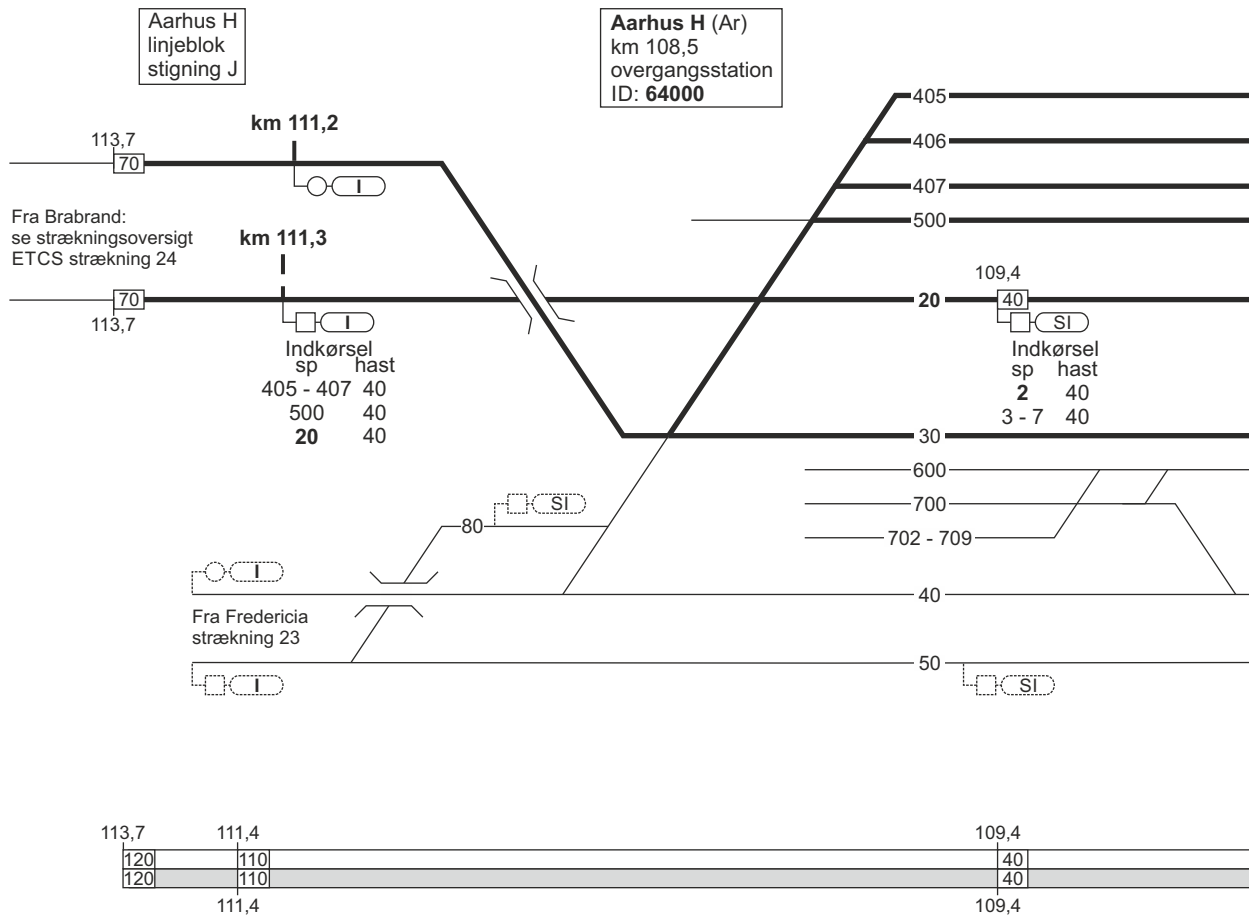 Aarhus H
linjeblok
stigning J
Aarhus H (Ar)
km 108,5
overgangsstation
ID: 64000
405
406
407
500
113,7
70
km 111,2
I
Fra Brabrand:
se strækningsoversigt
ETCS strækning 24
km 111,3
70
113,7
I
Indkørsel
sp hast
405 - 407 40
500 40
20 40
20
109,4
40
SI
Indkørsel
sp hast
2 40
3 - 7 40
30
600
700
702 - 709
80
SI
I
40
Fra Fredericia
strækning 23
50
I
SI
113,7 111,4 109,4
120 110 40
120 110 40
111,4 109,4